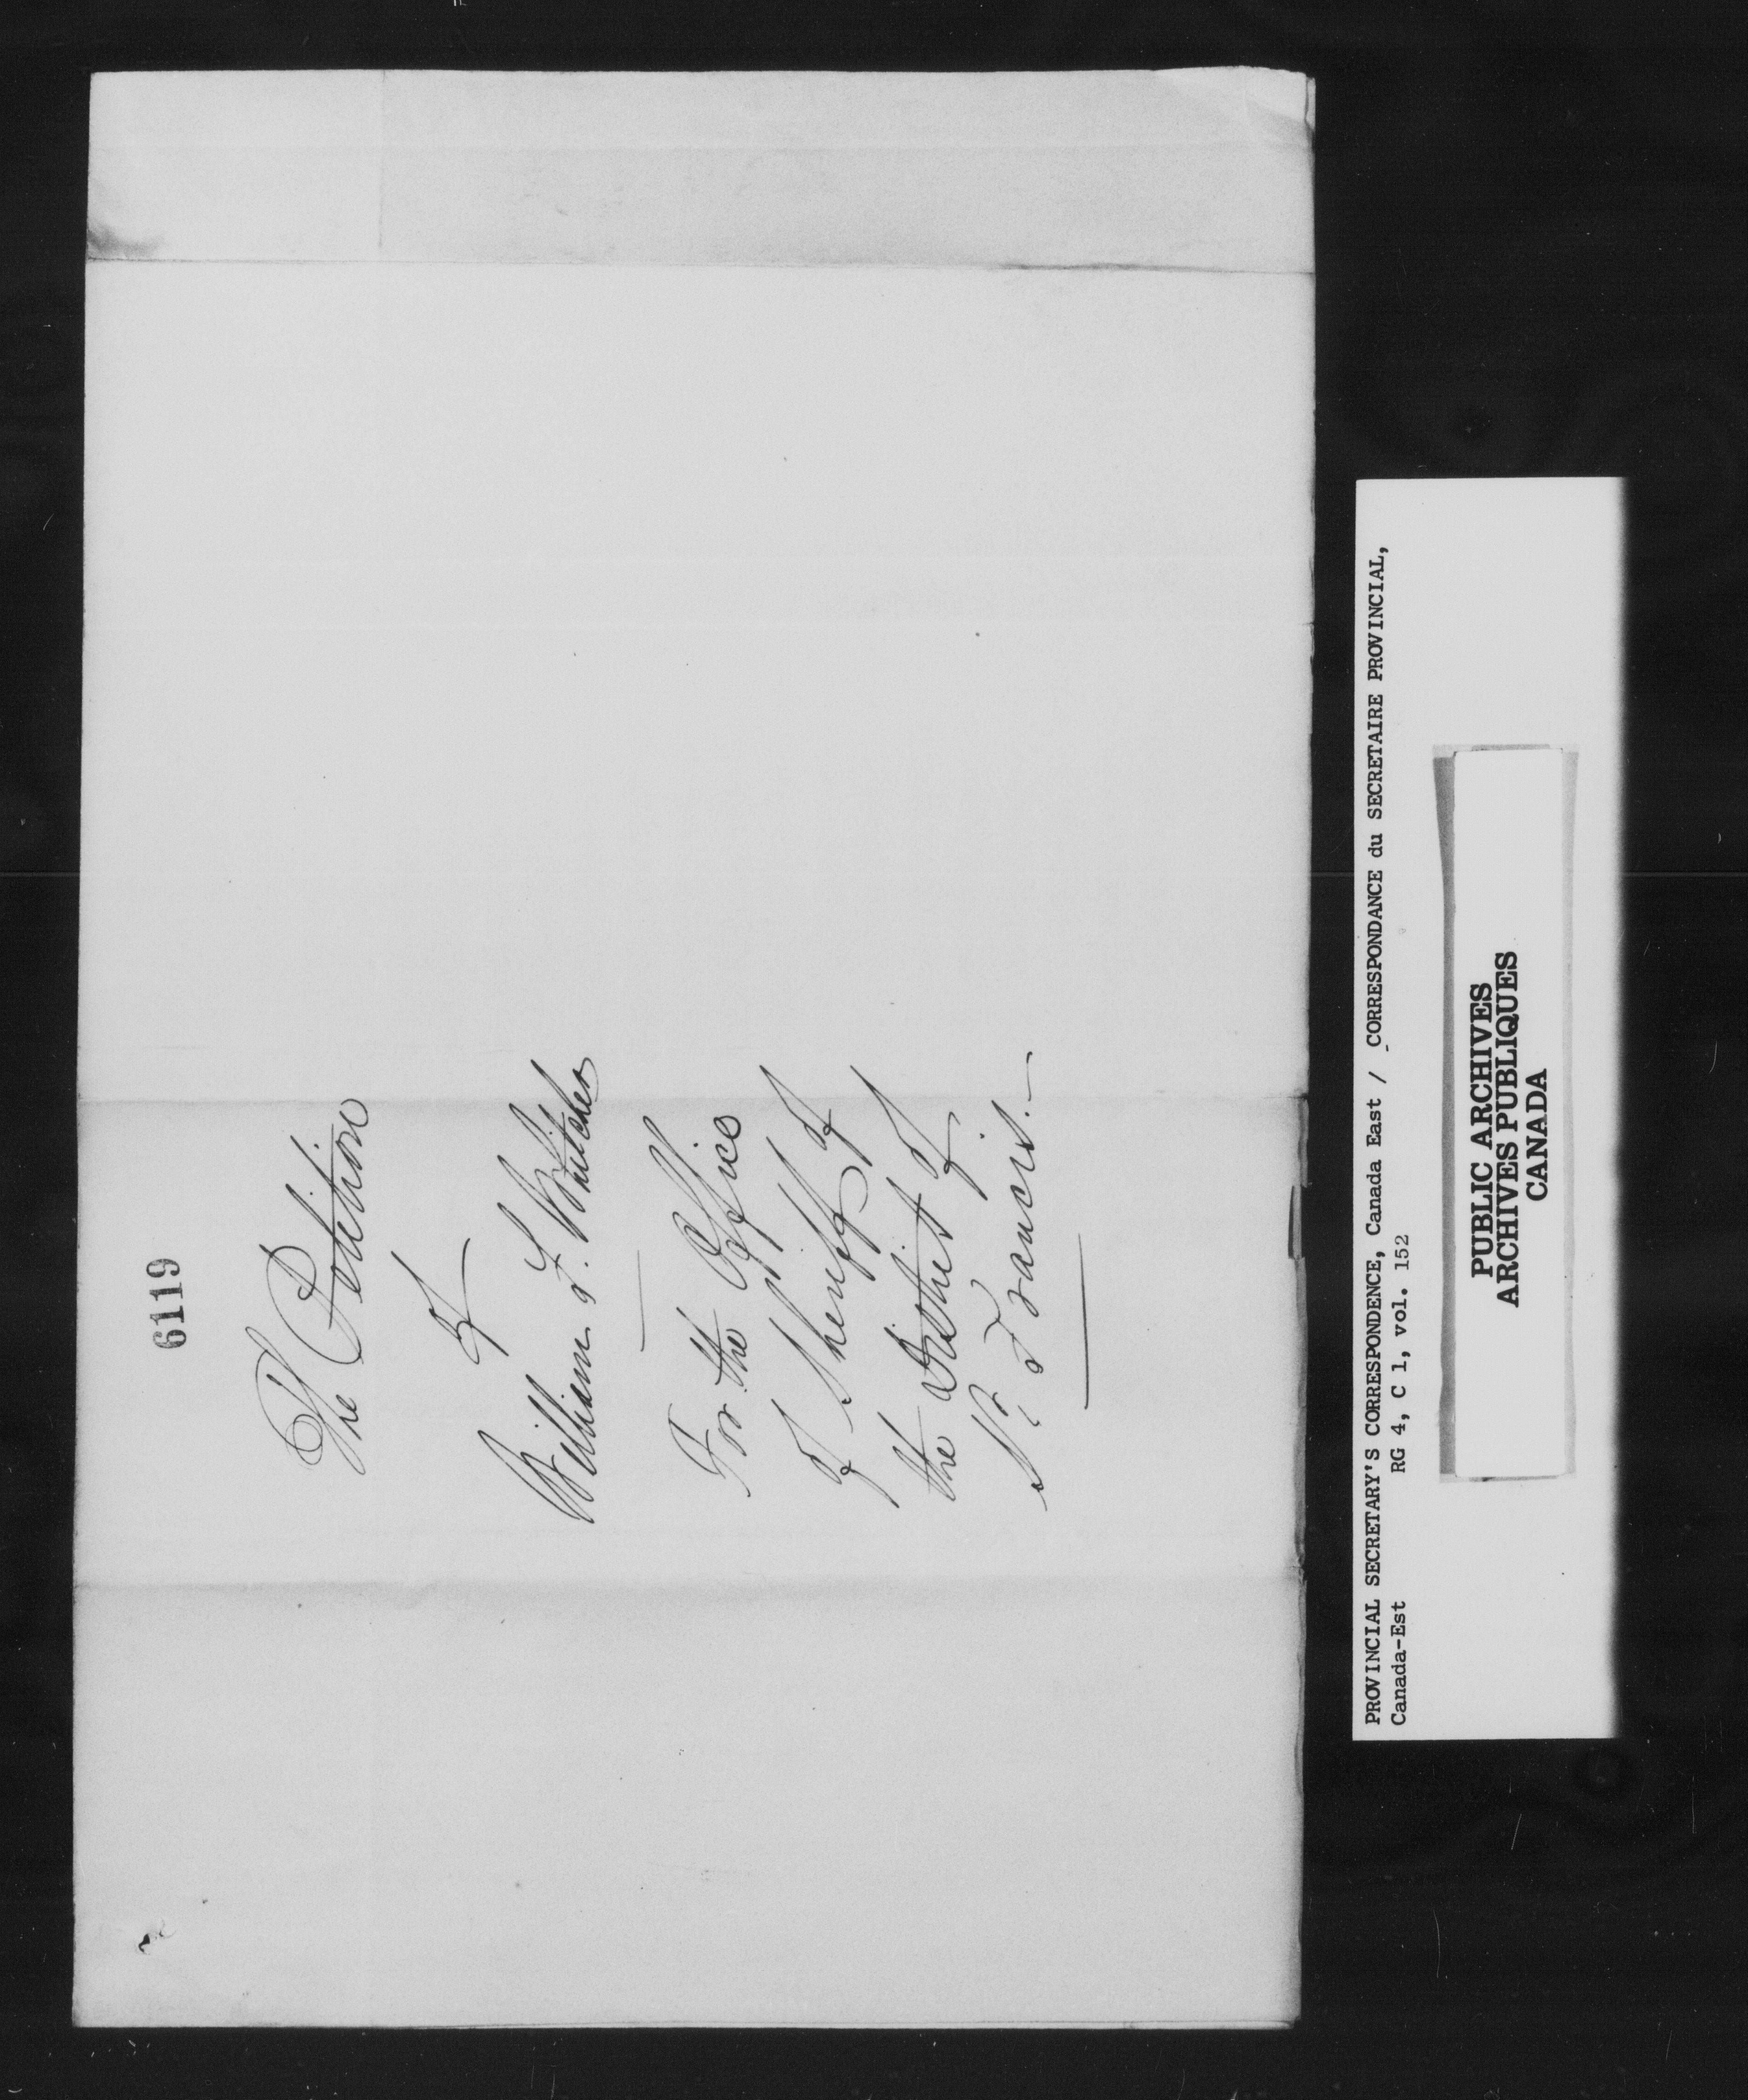 6119
The Petition
of
William F. Whitcher
For the Office
of Sheriff of
the District of
St. Francis.—
PROVINCIAL SECRETARY'S CORRESPONDENCE, Canada East / CORRESPONDANCE du SECRETAIRE PROVINCIAL,
Canada-Est RG 4, C 1, vol. 152
PUBLIC ARCHIVES
ARCHIVES PUBLIQUES
CANADA